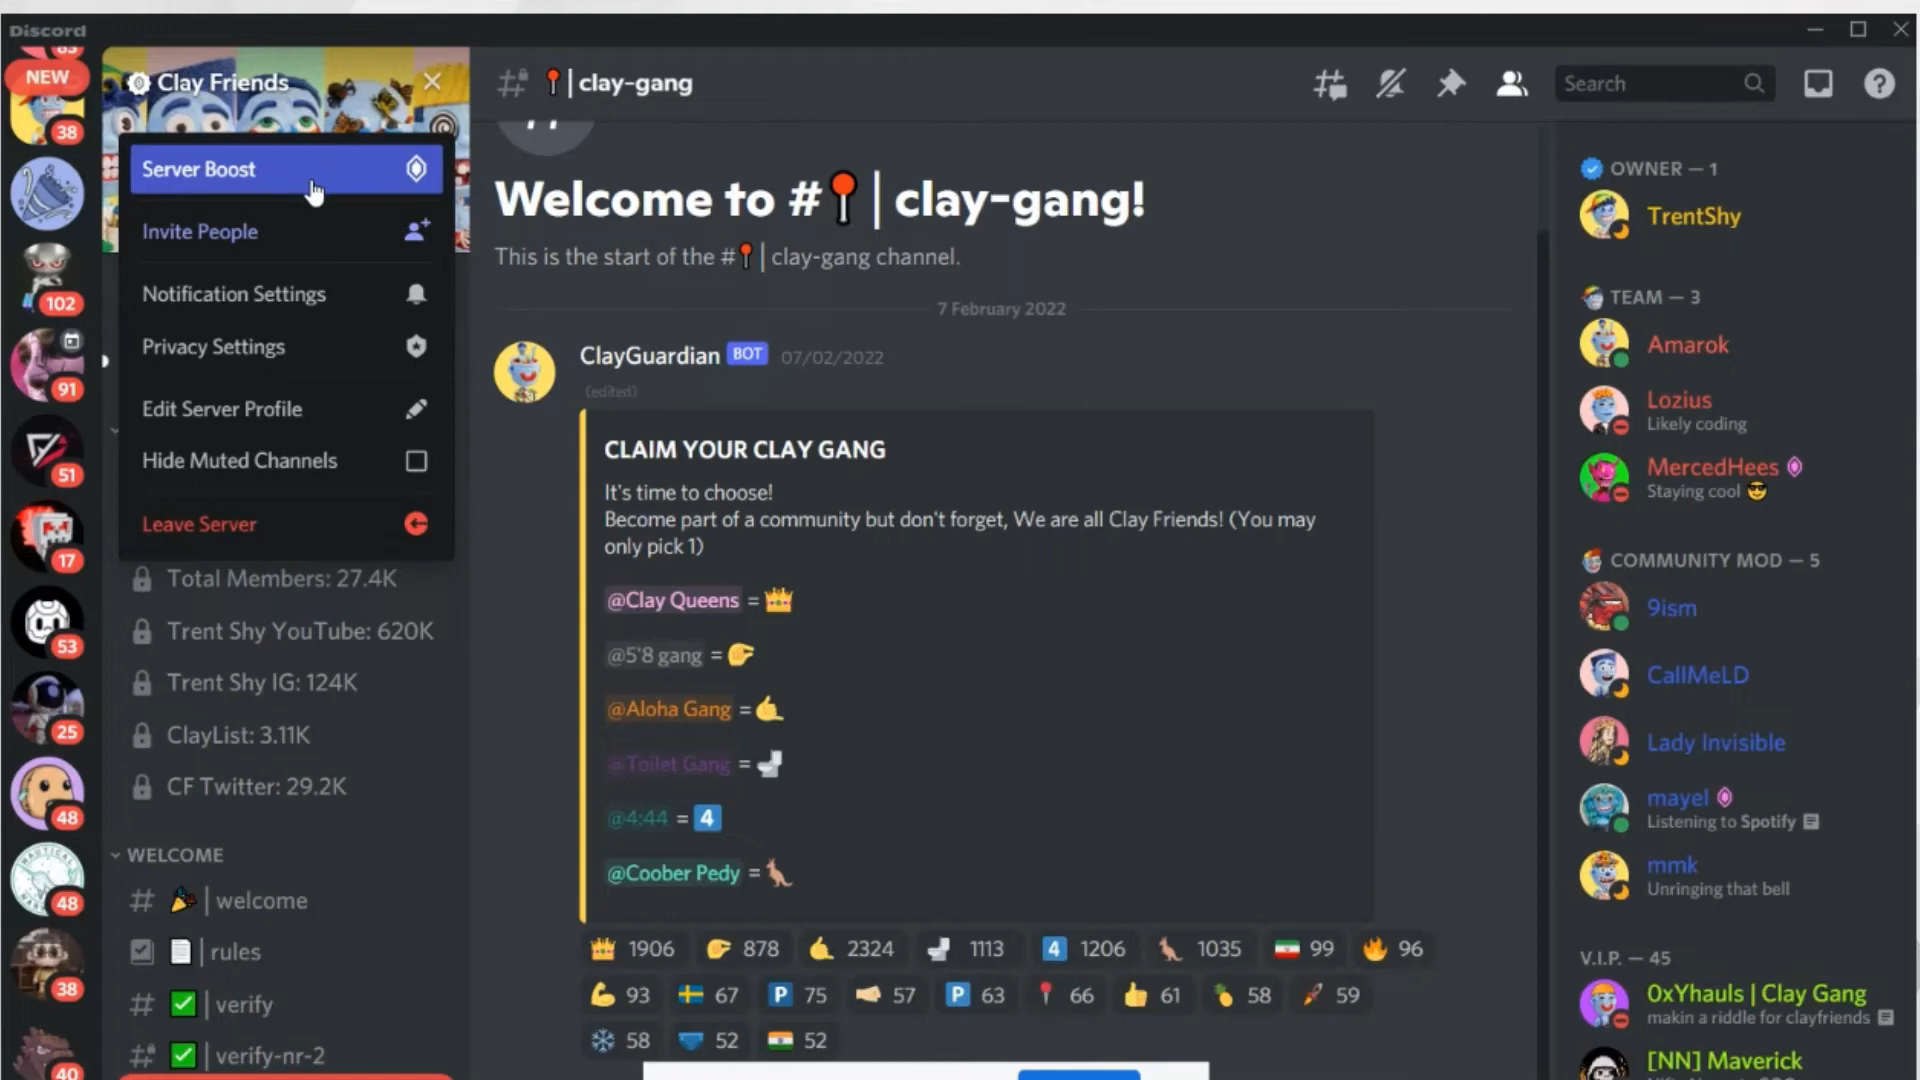 Discord
83
NEW
38
102
91
51
17
53
25
48
48
38
40
Clay Friends
Server Boost
Invite People
Notification Settings
Privacy Settings
Edit Server Profile
Hide Muted Channels
Leave Server
Total Members: 27.4K
Trent Shy YouTube: 620K
Trent Shy IG: 124K
ClayList: 3.11K
CF Twitter: 29.2K
WELCOME
| welcome
| rules
| verify
| verify-nr-2
| clay-gang
Search
Welcome to #📍| clay-gang!
This is the start of the #📍| clay-gang channel.
7 February 2022
ClayGuardian BOT 07/02/2022
(edited)
CLAIM YOUR CLAY GANG
It's time to choose!
Become part of a community but don't forget, We are all Clay Friends! (You may
only pick 1)
@Clay Queens = 👑
@5'8 gang = 🤏
@Aloha Gang = 🤙
@Toilet Gang = 🚽
@4:44 = 4
@Coober Pedy = 🦘
1906 878 2324 1113 4 1206 1035 99 96
93 67 P 75 57 P 63 66 61 58 59
58 52 52
OWNER — 1
TrentShy
TEAM — 3
Amarok
Lozius
Likely coding
MercedHees
Staying cool 😎
COMMUNITY MOD — 5
9ism
CallMeLD
Lady Invisible
mayel
Listening to Spotify
mmk
Unringing that bell
V.I.P. — 45
0xYhauls | Clay Gang
makin a riddle for clayfriends
[NN] Maverick